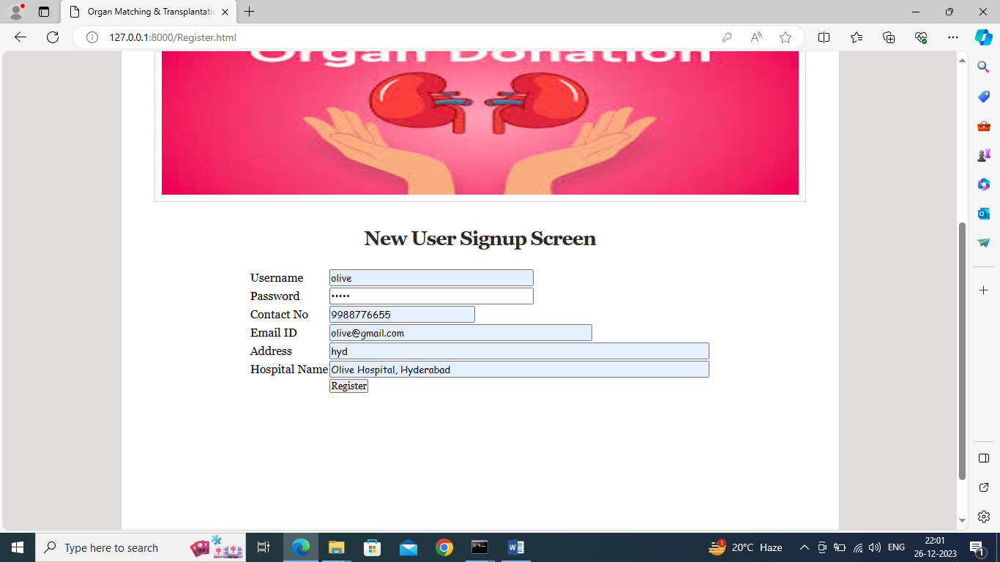 Organ Matching & Transplantatic
127.0.0.1:8000/Register.html
Organ Donation
New User Signup Screen
Username olive
Password •••••
Contact No 9988776655
Email ID olive@gmail.com
Address hyd
Hospital Name Olive Hospital, Hyderabad
Register
Type here to search
1
20°C Haze
ENG
22:01
26-12-2023
1